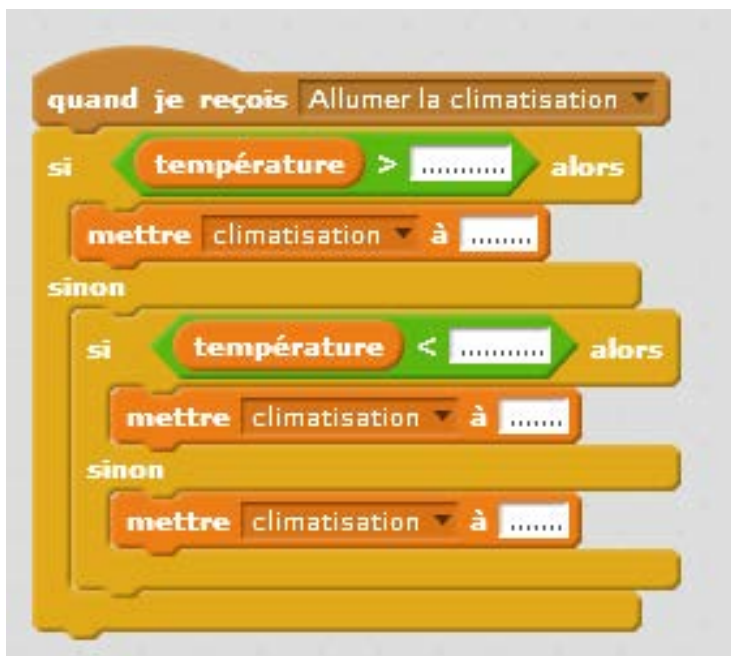 quand je reçois Allumer la climatisation
si température > ........... alors
mettre climatisation à ........
sinon
si température < ........... alors
mettre climatisation à .......
sinon
mettre climatisation à .......